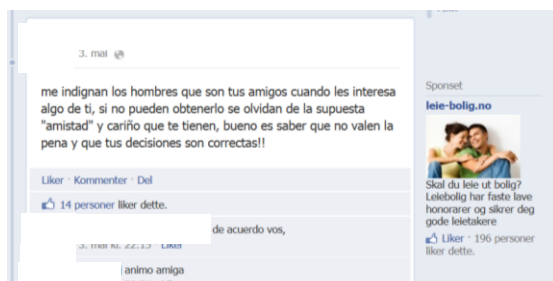 3. mai
me indignan los hombres que son tus amigos cuando les interesa
algo de ti, si no pueden obtenerlo se olvidan de la supuesta
"amistad" y cariño que te tienen, bueno es saber que no valen la
pena y que tus decisiones son correctas!!
Liker · Kommenter · Del
14 personer liker dette.
de acuerdo vos,
3. mai kl. 22:15 · Liker
animo amiga
Sponset
leie-bolig.no
Skal du leie ut bolig?
Leiebolig har faste lave
honorarer og sikrer deg
gode leietakere
Liker · 196 personer
liker dette.